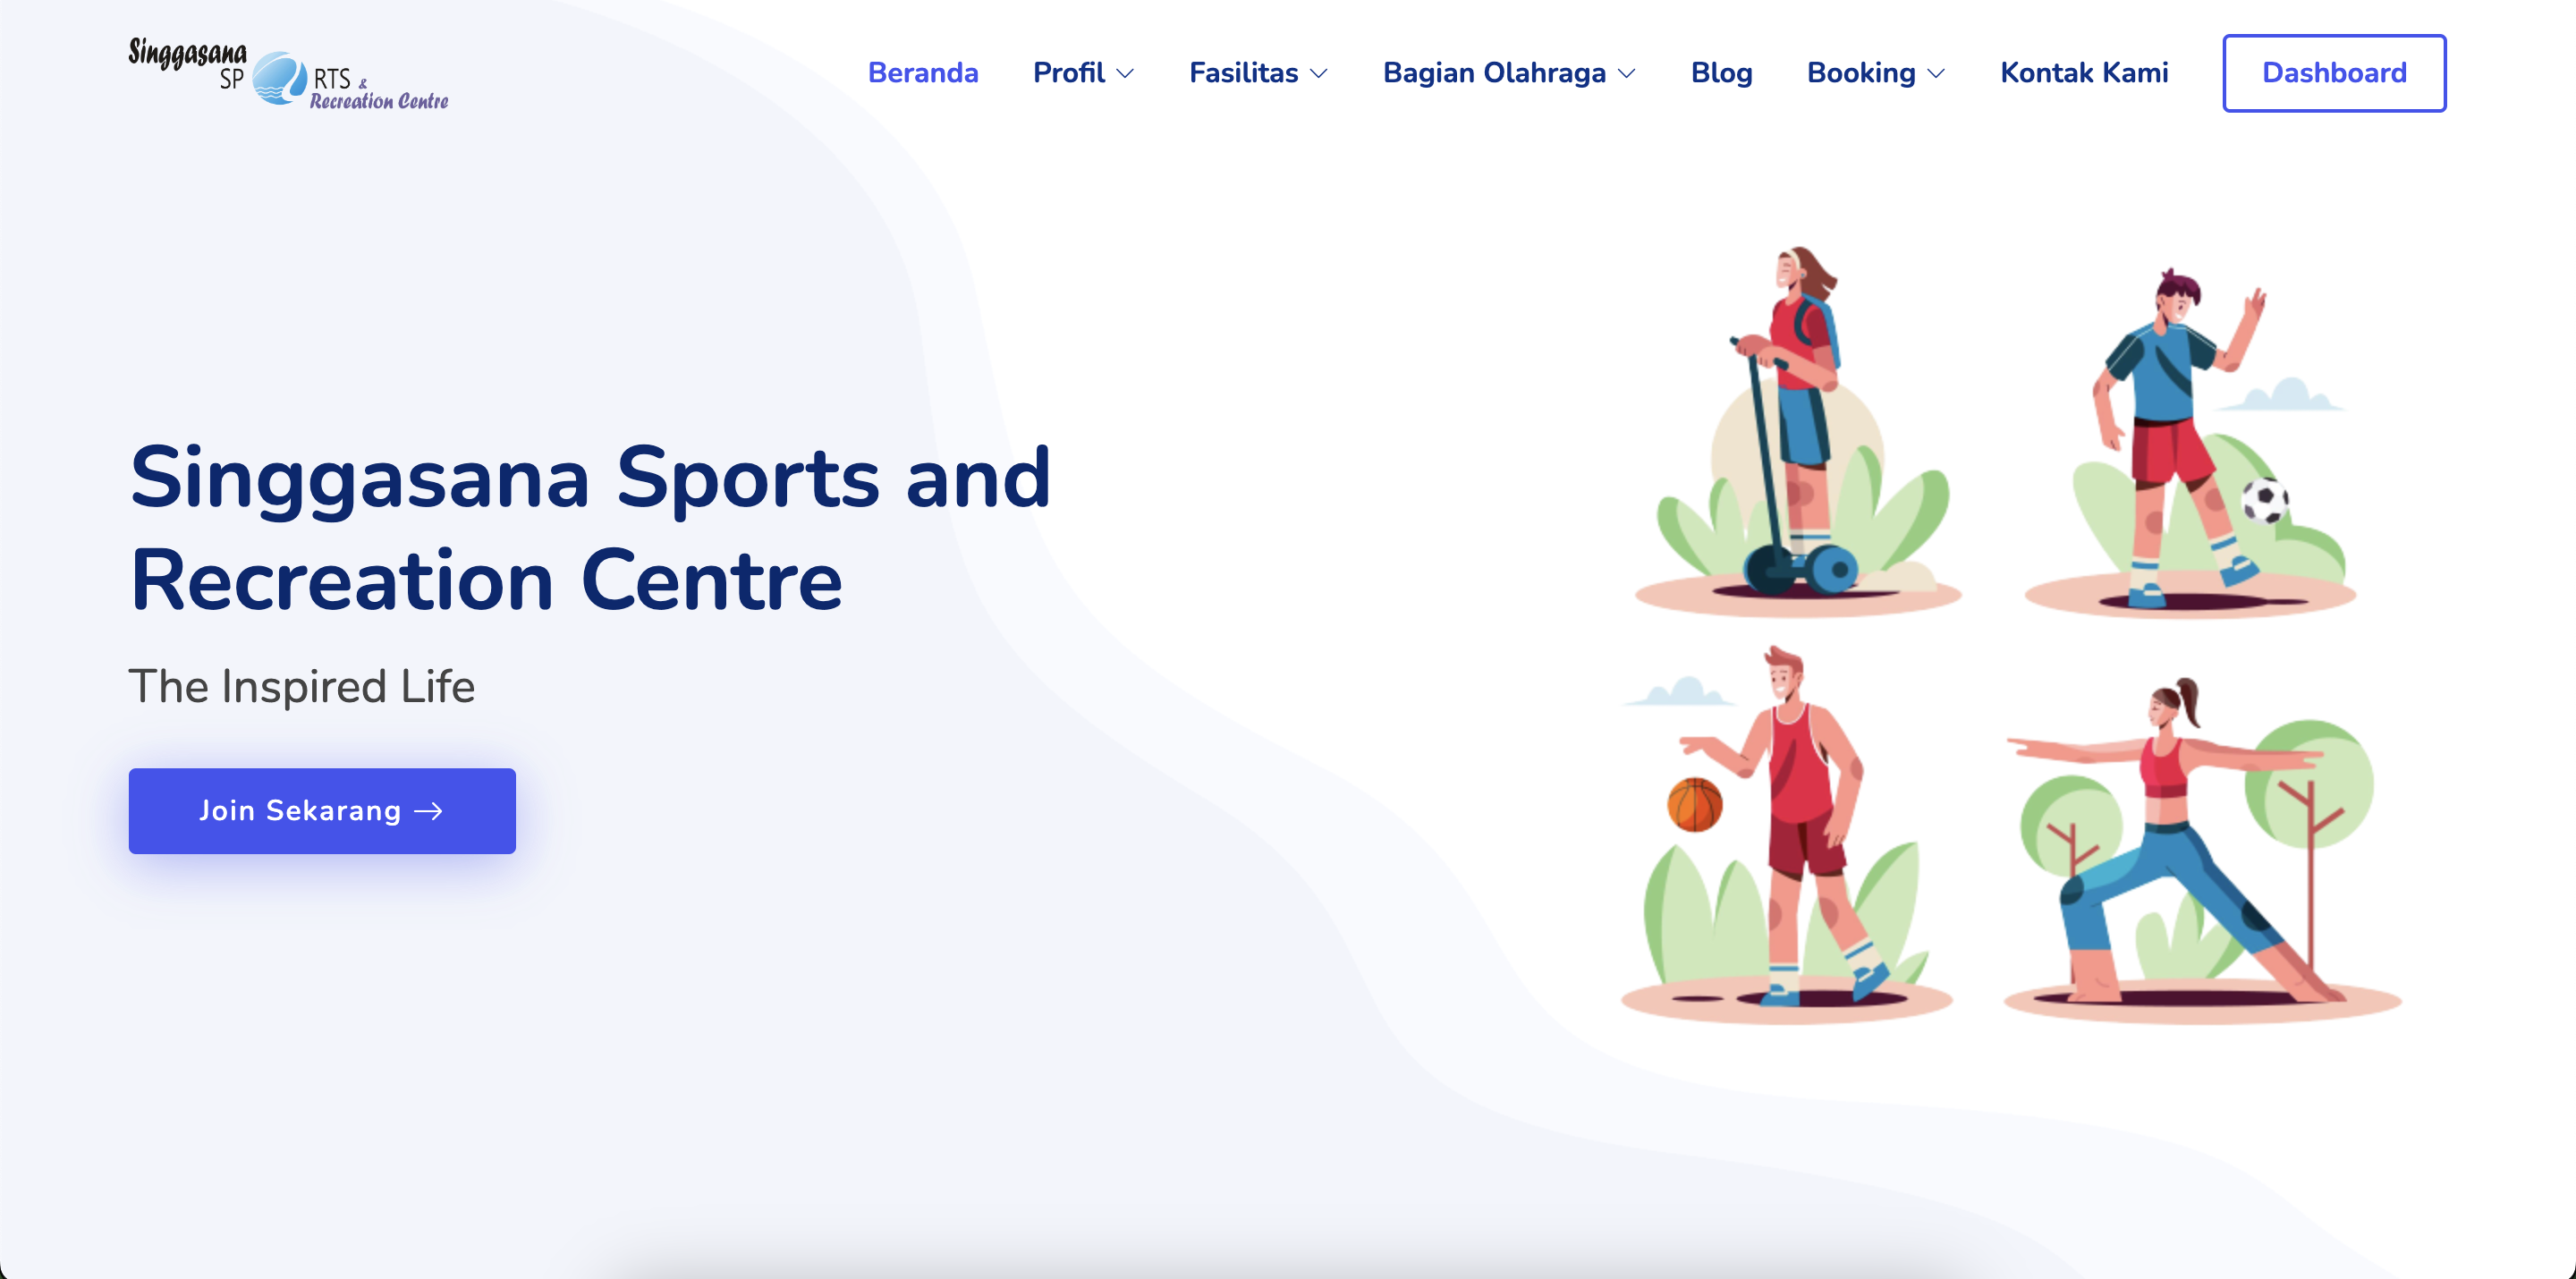 Singgasana
SP RTS &
Recreation Centre
Beranda Profil Fasilitas Bagian Olahraga Blog Booking Kontak Kami Dashboard
Singgasana Sports and
Recreation Centre
The Inspired Life
Join Sekarang →